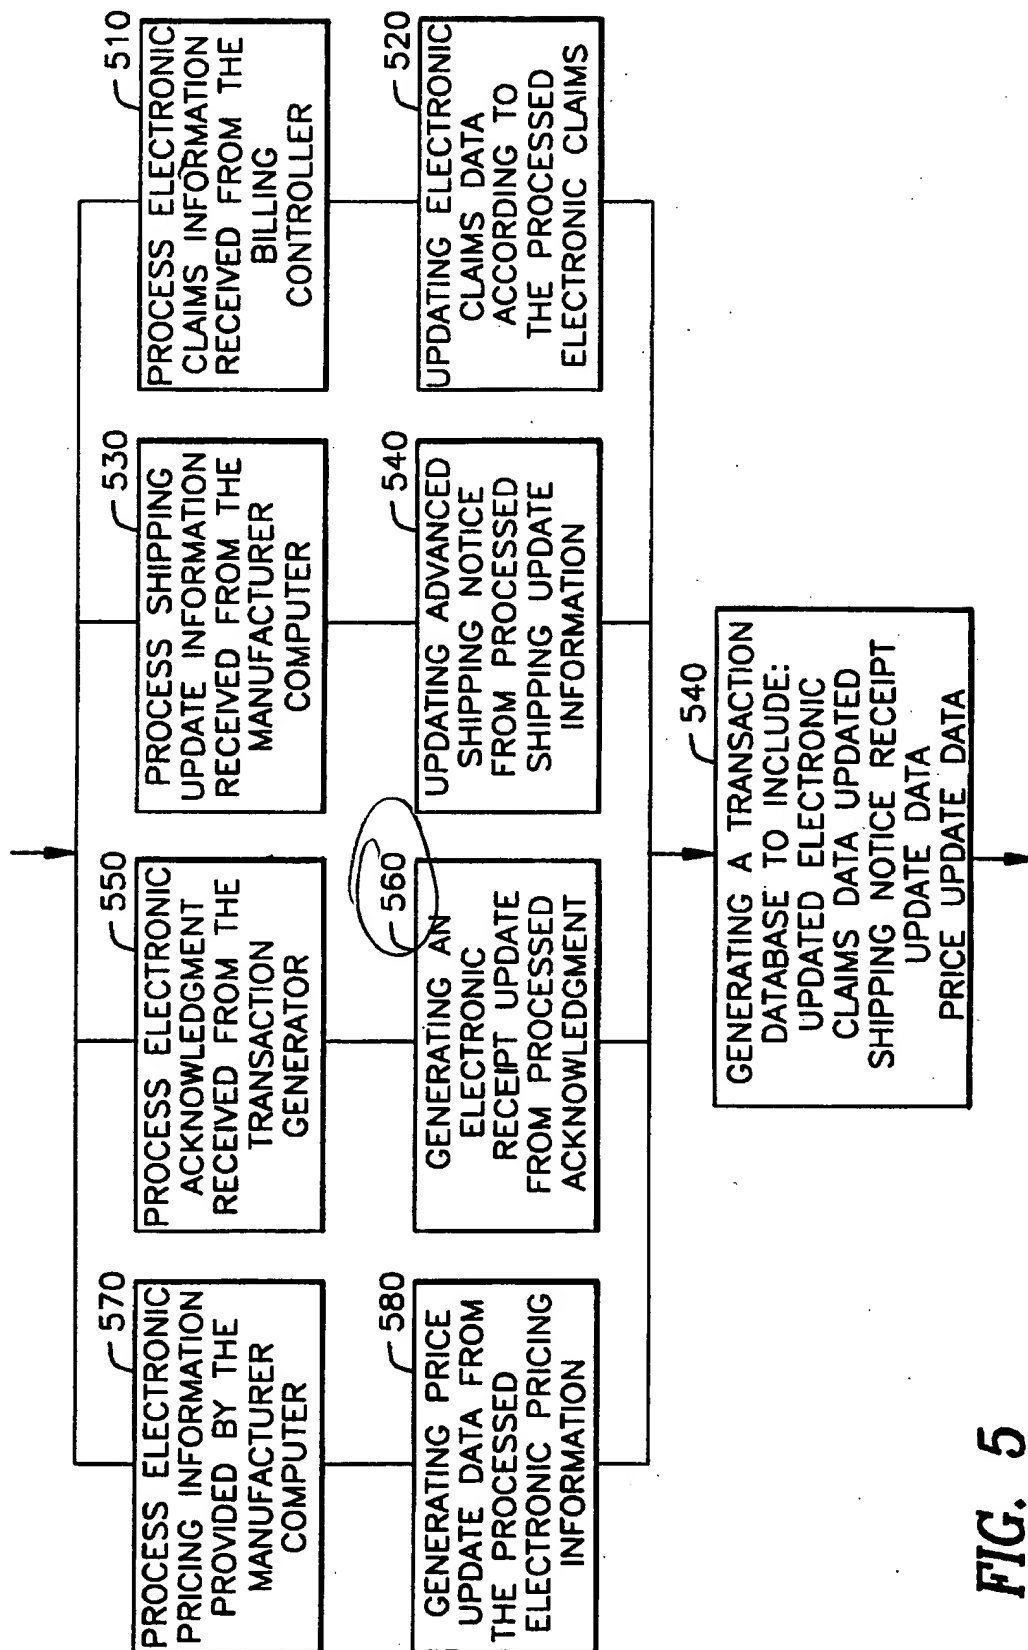 570
PROCESS ELECTRONIC
PRICING INFORMATION
PROVIDED BY THE
MANUFACTURER
COMPUTER
550
PROCESS ELECTRONIC
ACKNOWLEDGMENT
RECEIVED FROM THE
TRANSACTION
GENERATOR
530
PROCESS SHIPPING
UPDATE INFORMATION
RECEIVED FROM THE
MANUFACTURER
COMPUTER
510
PROCESS ELECTRONIC
CLAIMS INFORMATION
RECEIVED FROM THE
BILLING
CONTROLLER
580
GENERATING PRICE
UPDATE DATA FROM
THE PROCESSED
ELECTRONIC PRICING
INFORMATION
560
GENERATING AN
ELECTRONIC
RECEIPT UPDATE
FROM PROCESSED
ACKNOWLEDGMENT
540
UPDATING ADVANCED
SHIPPING NOTICE
FROM PROCESSED
SHIPPING UPDATE
INFORMATION
520
UPDATING ELECTRONIC
CLAIMS DATA
ACCORDING TO
THE PROCESSED
ELECTRONIC CLAIMS
540
GENERATING A TRANSACTION
DATABASE TO INCLUDE:
UPDATED ELECTRONIC
CLAIMS DATA UPDATED
SHIPPING NOTICE RECEIPT
UPDATE DATA
PRICE UPDATE DATA
FIG. 5